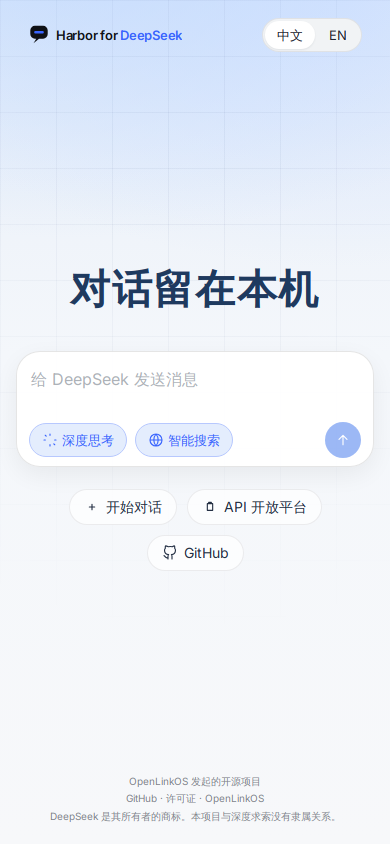 Harbor for DeepSeek
中文 EN
对话留在本机
给 DeepSeek 发送消息
深度思考 智能搜索
开始对话 API 开放平台
GitHub
OpenLinkOS 发起的开源项目
GitHub · 许可证 · OpenLinkOS
DeepSeek 是其所有者的商标。本项目与深度求索没有隶属关系。